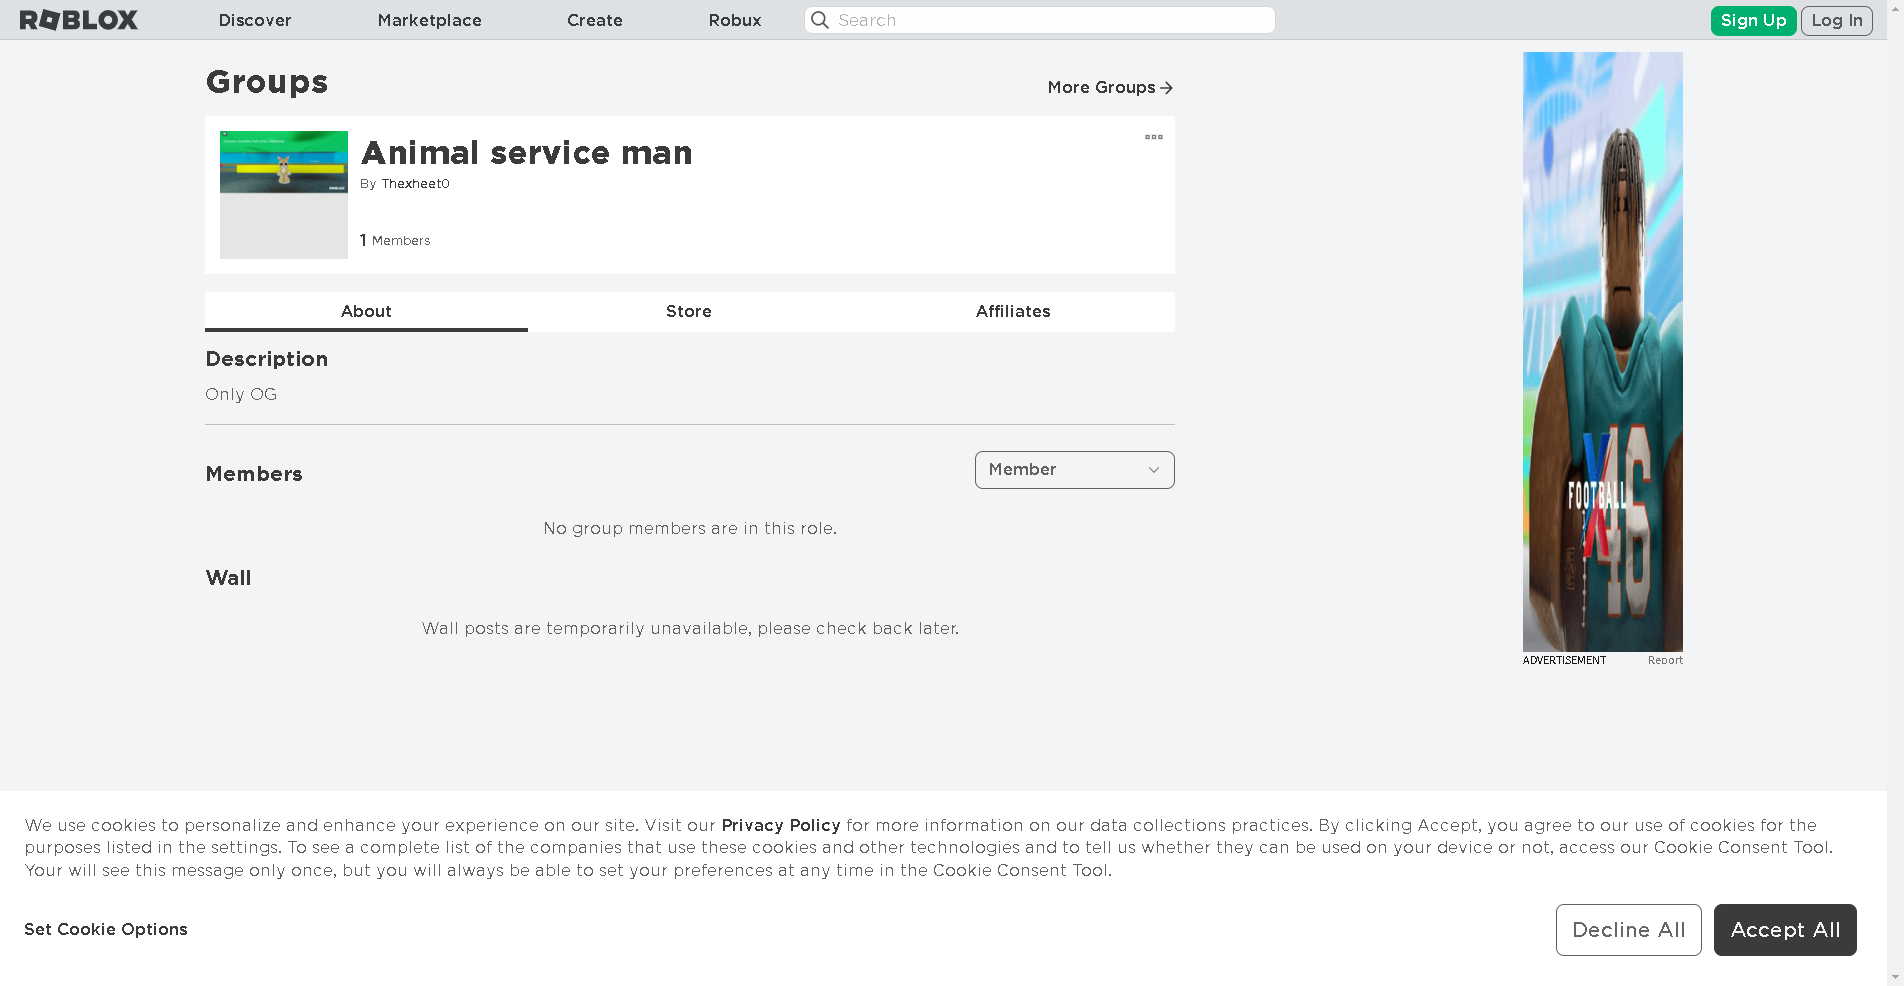 ROBLOX
Discover
Marketplace
Create
Robux
Search
Sign Up
Log In
Groups
More Groups
Animal service man
By Thexheet0
1 Members
About
Store
Affiliates
Description
Only OG
Members
Member
No group members are in this role.
Wall
Wall posts are temporarily unavailable, please check back later.
FOOTBALL
46
ADVERTISEMENT
Report
We use cookies to personalize and enhance your experience on our site. Visit our Privacy Policy for more information on our data collections practices. By clicking Accept, you agree to our use of cookies for the
purposes listed in the settings. To see a complete list of the companies that use these cookies and other technologies and to tell us whether they can be used on your device or not, access our Cookie Consent Tool.
Your will see this message only once, but you will always be able to set your preferences at any time in the Cookie Consent Tool.
Set Cookie Options
Decline All
Accept All